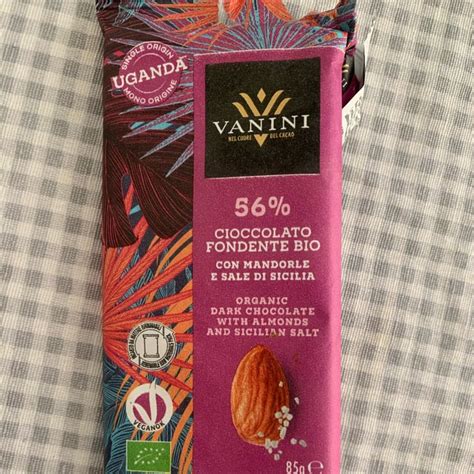 SINGLE ORIGIN
UGANDA
MONO ORIGINE
VANINI
NEL CUORE DEL CACAO
56%
CIOCCOLATO
FONDENTE BIO
CON MANDORLE
E SALE DI SICILIA
ORGANIC
DARK CHOCOLATE
WITH ALMONDS
AND SICILIAN SALT
VEGANOK
85g e